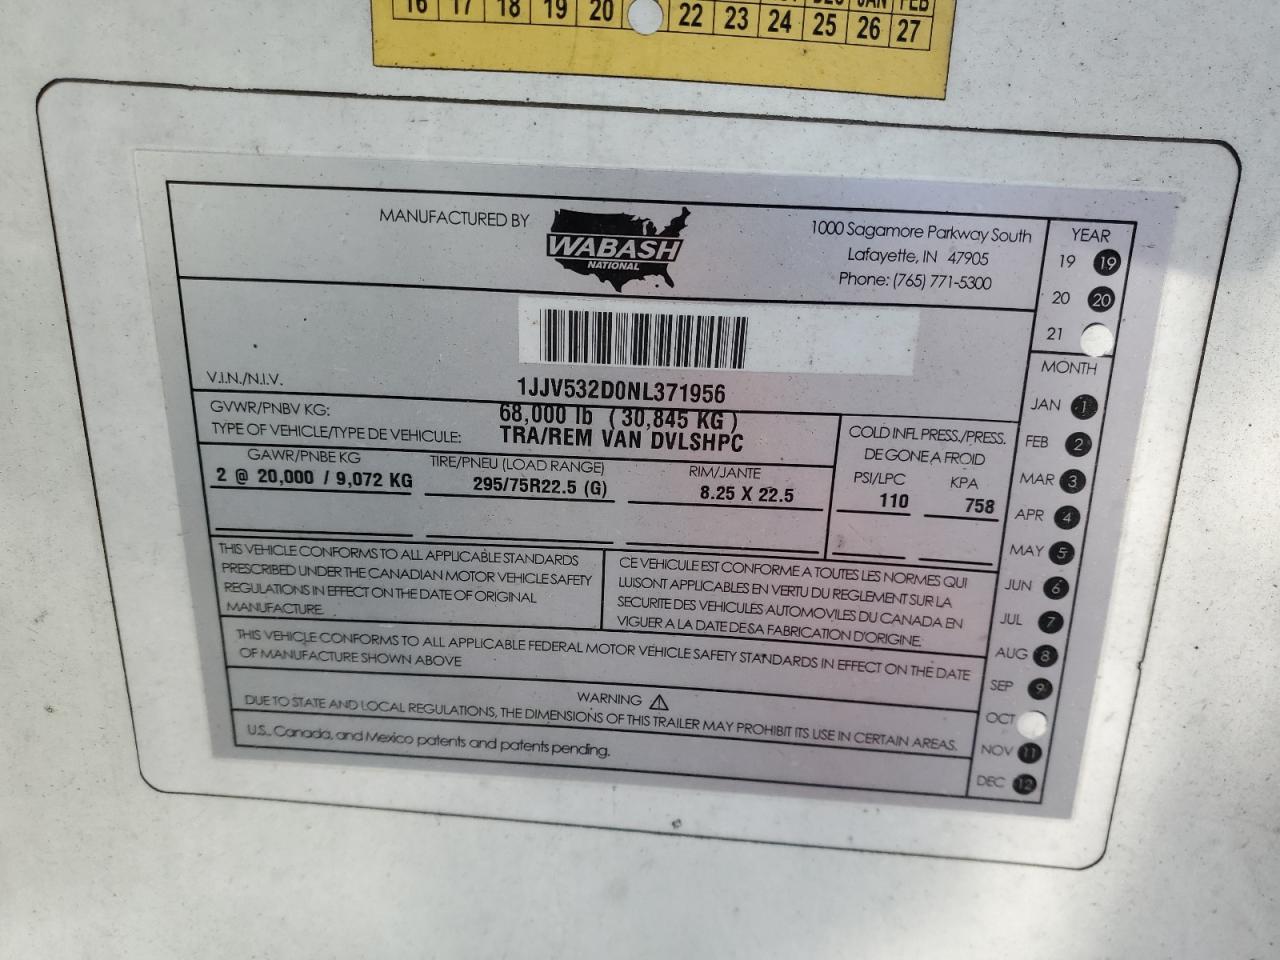 JAN FEB
16 17 18 19 20 22 23 24 25 26 27
MANUFACTURED BY
WABASH
NATIONAL
1000 Sagamore Parkway South
Lafayette, IN 47905
Phone: (765) 771-5300
V.I.N./N.I.V.
1JJV532D0NL371956
GVWR/PNBV KG:
68,000 lb ( 30,845 KG )
TYPE OF VEHICLE/TYPE DE VEHICULE:
TRA/REM VAN DVLSHPC
GAWR/PNBE KG
2 @ 20,000 / 9,072 KG
TIRE/PNEU (LOAD RANGE)
295/75R22.5 (G)
RIM/JANTE
8.25 X 22.5
COLD INFL PRESS./PRESS.
DE GONE A FROID
PSI/LPC KPA
110 758
THIS VEHICLE CONFORMS TO ALL APPLICABLE STANDARDS
PRESCRIBED UNDER THE CANADIAN MOTOR VEHICLE SAFETY
REGULATIONS IN EFFECT ON THE DATE OF ORIGINAL
MANUFACTURE.
CE VEHICULE EST CONFORME A TOUTES LES NORMES QUI
LUISONT APPLICABLES EN VERTU DU REGLEMENT SUR LA
SECURITE DES VEHICULES AUTOMOVILES DU CANADA EN
VIGUER A LA DATE DE SA FABRICATION D'ORIGINE.
THIS VEHICLE CONFORMS TO ALL APPLICABLE FEDERAL MOTOR VEHICLE SAFETY STANDARDS IN EFFECT ON THE DATE
OF MANUFACTURE SHOWN ABOVE
WARNING
DUE TO STATE AND LOCAL REGULATIONS, THE DIMENSIONS OF THIS TRAILER MAY PROHIBIT ITS USE IN CERTAIN AREAS.
U.S., Canada, and Mexico patents and patents pending.
YEAR
19 19
20 20
21
MONTH
JAN 1
FEB 2
MAR 3
APR 4
MAY 5
JUN 6
JUL 7
AUG 8
SEP 9
OCT
NOV 11
DEC 12